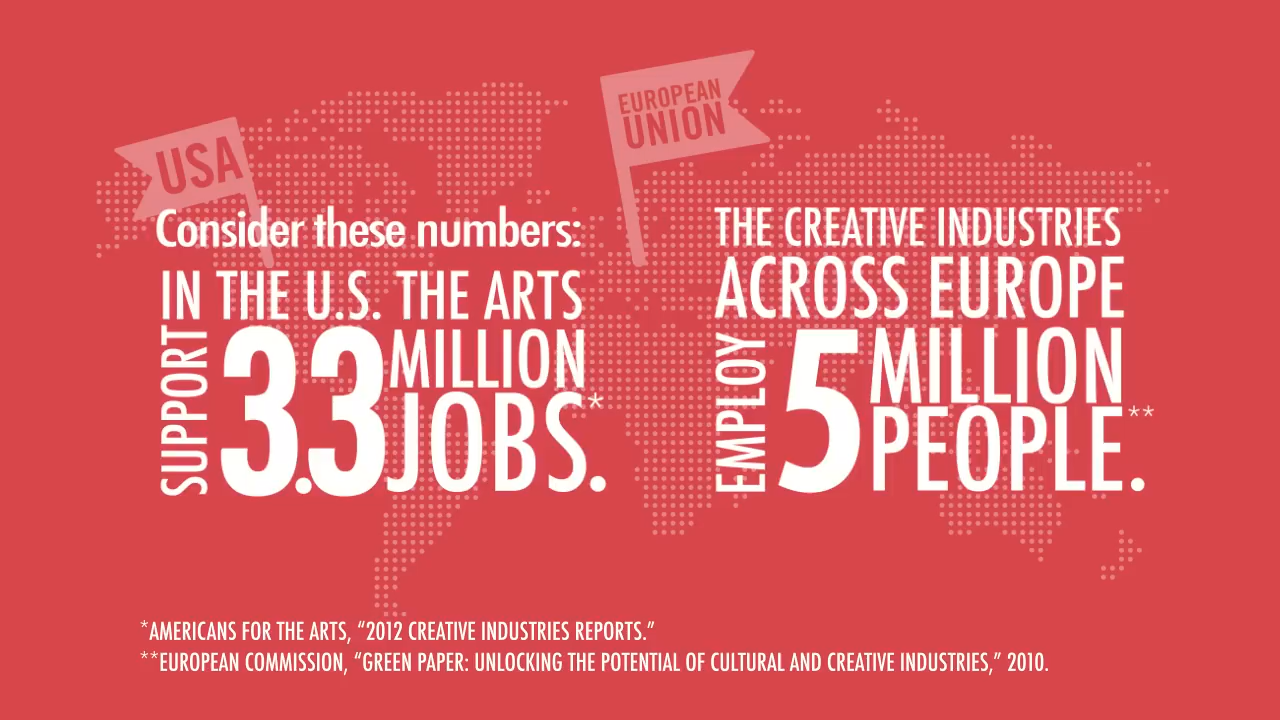 USA
EUROPEAN
UNION
Consider these numbers:
IN THE U.S. THE ARTS
SUPPORT
3.3
MILLION
JOBS.*
THE CREATIVE INDUSTRIES
ACROSS EUROPE
EMPLOY
5
MILLION
PEOPLE.**
*AMERICANS FOR THE ARTS, “2012 CREATIVE INDUSTRIES REPORTS.”
**EUROPEAN COMMISSION, “GREEN PAPER: UNLOCKING THE POTENTIAL OF CULTURAL AND CREATIVE INDUSTRIES,” 2010.